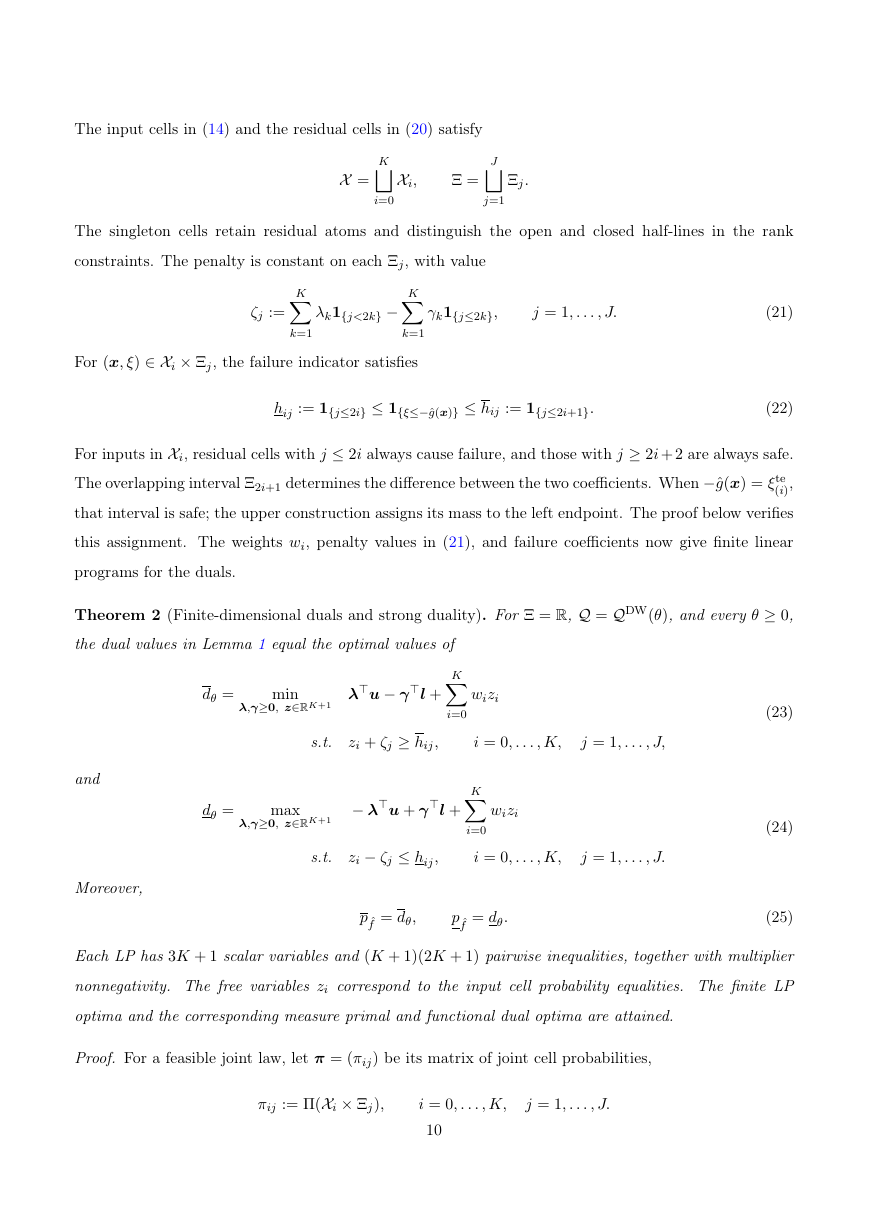 The input cells in (14) and the residual cells in (20) satisfy
𝒳 = ⨆_{i=0}^{K} 𝒳_i,   Ξ = ⨆_{j=1}^{J} Ξ_j.
The singleton cells retain residual atoms and distinguish the open and closed half-lines in the rank
constraints. The penalty is constant on each Ξ_j, with value
ζ_j := ∑_{k=1}^{K} λ_k 1_{{j<2k}} − ∑_{k=1}^{K} γ_k 1_{{j≤2k}},   j = 1, . . . , J.   (21)
For (x, ξ) ∈ 𝒳_i × Ξ_j, the failure indicator satisfies
h̲_{ij} := 1_{{j≤2i}} ≤ 1_{{ξ≤−ĝ(x)}} ≤ h̅_{ij} := 1_{{j≤2i+1}}.   (22)
For inputs in 𝒳_i, residual cells with j ≤ 2i always cause failure, and those with j ≥ 2i + 2 are always safe.
The overlapping interval Ξ_{2i+1} determines the difference between the two coefficients. When −ĝ(x) = ξ^{te}_{(i)},
that interval is safe; the upper construction assigns its mass to the left endpoint. The proof below verifies
this assignment. The weights w_i, penalty values in (21), and failure coefficients now give finite linear
programs for the duals.
Theorem 2 (Finite-dimensional duals and strong duality). For Ξ = ℝ, 𝒬 = 𝒬^{DW}(θ), and every θ ≥ 0,
the dual values in Lemma 1 equal the optimal values of
d̅_θ = min_{λ,γ≥0, z∈ℝ^{K+1}} λ^⊤u − γ^⊤l + ∑_{i=0}^{K} w_i z_i
(23)
s.t. z_i + ζ_j ≥ h̅_{ij},   i = 0, . . . , K,   j = 1, . . . , J,
and
d̲_θ = max_{λ,γ≥0, z∈ℝ^{K+1}} − λ^⊤u + γ^⊤l + ∑_{i=0}^{K} w_i z_i
(24)
s.t. z_i − ζ_j ≤ h̲_{ij},   i = 0, . . . , K,   j = 1, . . . , J.
Moreover,
p̅_{f̂} = d̅_θ,   p̲_{f̂} = d̲_θ.   (25)
Each LP has 3K + 1 scalar variables and (K + 1)(2K + 1) pairwise inequalities, together with multiplier
nonnegativity. The free variables z_i correspond to the input cell probability equalities. The finite LP
optima and the corresponding measure primal and functional dual optima are attained.
Proof. For a feasible joint law, let π = (π_{ij}) be its matrix of joint cell probabilities,
π_{ij} := Π(𝒳_i × Ξ_j),   i = 0, . . . , K,   j = 1, . . . , J.
10